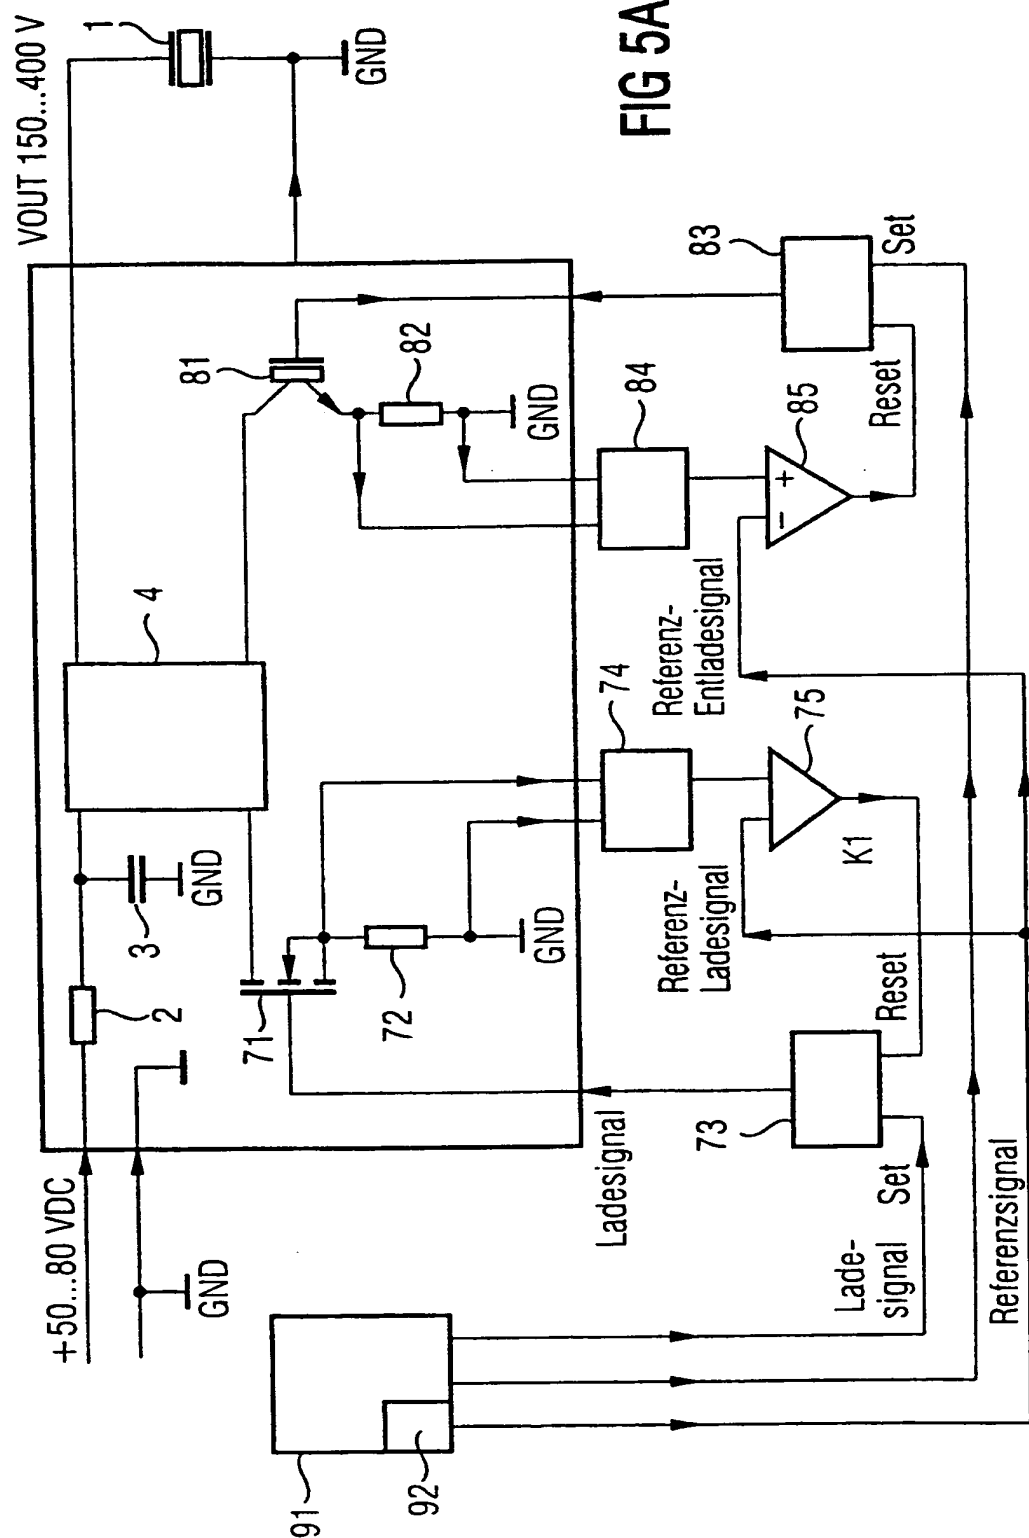 VOUT 150...400 V
1
GND
FIG 5A
+50...80 VDC
GND
2
3
GND
4
81
82
GND
71
72
GND
83
Set
Reset
84
85
+
−
Referenz-
Entladesignal
74
75
K1
Referenz-
Ladesignal
Reset
73
Set
Ladesignal
Lade-
signal
Referenzsignal
91
92